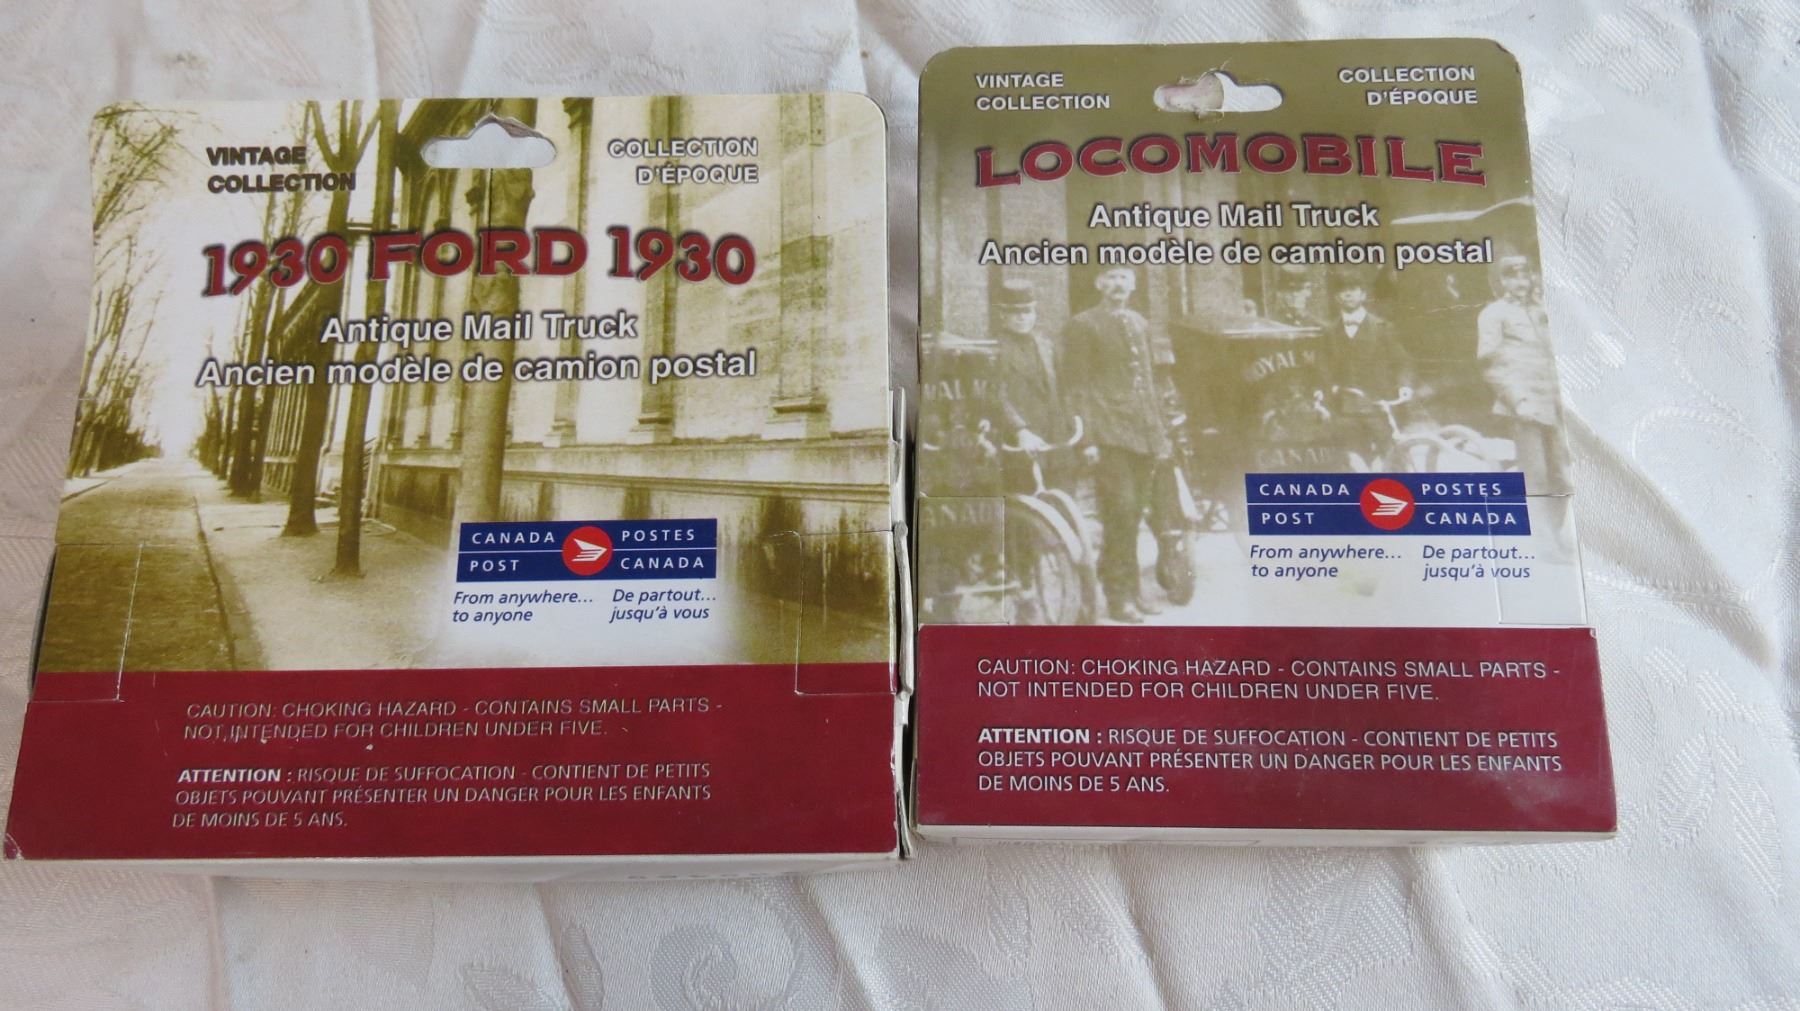 VINTAGE
COLLECTION
COLLECTION
D'ÉPOQUE
1930 FORD 1930
Antique Mail Truck
Ancien modèle de camion postal
CANADA
POST
POSTES
CANADA
From anywhere...
to anyone
De partout...
jusqu'à vous
CAUTION: CHOKING HAZARD - CONTAINS SMALL PARTS -
NOT INTENDED FOR CHILDREN UNDER FIVE.
ATTENTION : RISQUE DE SUFFOCATION - CONTIENT DE PETITS
OBJETS POUVANT PRÉSENTER UN DANGER POUR LES ENFANTS
DE MOINS DE 5 ANS.
VINTAGE
COLLECTION
COLLECTION
D'ÉPOQUE
LOCOMOBILE
Antique Mail Truck
Ancien modèle de camion postal
ROYAL M
CANAD
CANADA
POST
POSTES
CANADA
From anywhere...
to anyone
De partout...
jusqu'à vous
CAUTION: CHOKING HAZARD - CONTAINS SMALL PARTS -
NOT INTENDED FOR CHILDREN UNDER FIVE.
ATTENTION : RISQUE DE SUFFOCATION - CONTIENT DE PETITS
OBJETS POUVANT PRÉSENTER UN DANGER POUR LES ENFANTS
DE MOINS DE 5 ANS.